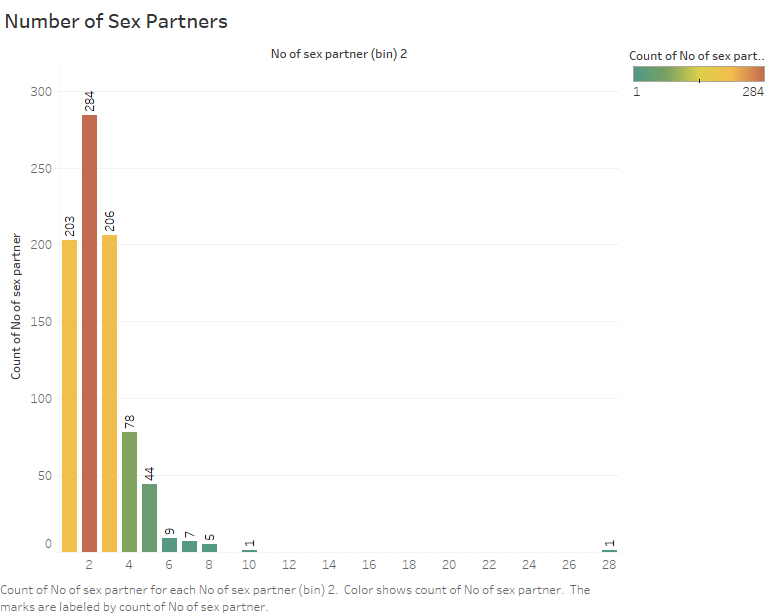 Number of Sex Partners
No of sex partner (bin) 2
Count of No of sex part..
1 284
300
250
200
150
100
50
0
Count of No of sex partner
203
284
206
78
44
9
7
5
1
1
2 4 6 8 10 12 14 16 18 20 22 24 26 28
Count of No of sex partner for each No of sex partner (bin) 2. Color shows count of No of sex partner. The
marks are labeled by count of No of sex partner.